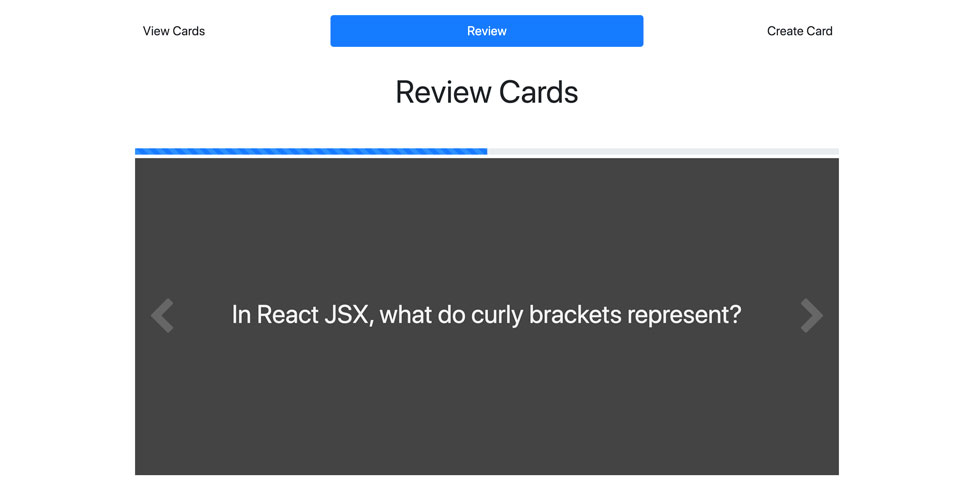 View Cards
Review
Create Card
Review Cards
In React JSX, what do curly brackets represent?